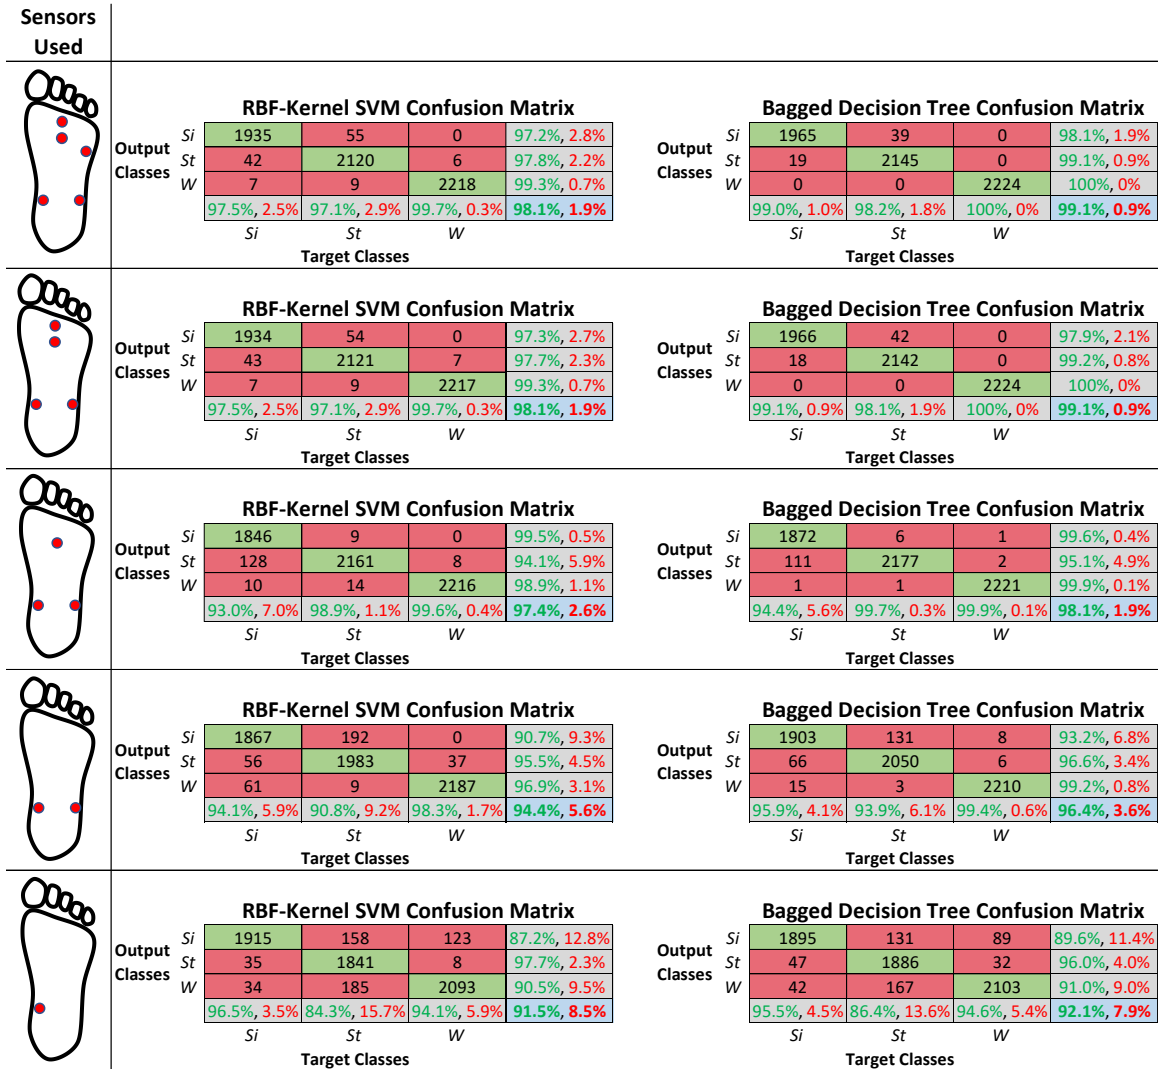 Sensors
Used
RBF-Kernel SVM Confusion Matrix
Output Classes
Si 1935 55 0 97.2%, 2.8%
St 42 2120 6 97.8%, 2.2%
W 7 9 2218 99.3%, 0.7%
97.5%, 2.5% 97.1%, 2.9% 99.7%, 0.3% 98.1%, 1.9%
Si St W
Target Classes
Bagged Decision Tree Confusion Matrix
Output Classes
Si 1965 39 0 98.1%, 1.9%
St 19 2145 0 99.1%, 0.9%
W 0 0 2224 100%, 0%
99.0%, 1.0% 98.2%, 1.8% 100%, 0% 99.1%, 0.9%
Si St W
Target Classes
RBF-Kernel SVM Confusion Matrix
Output Classes
Si 1934 54 0 97.3%, 2.7%
St 43 2121 7 97.7%, 2.3%
W 7 9 2217 99.3%, 0.7%
97.5%, 2.5% 97.1%, 2.9% 99.7%, 0.3% 98.1%, 1.9%
Si St W
Target Classes
Bagged Decision Tree Confusion Matrix
Output Classes
Si 1966 42 0 97.9%, 2.1%
St 18 2142 0 99.2%, 0.8%
W 0 0 2224 100%, 0%
99.1%, 0.9% 98.1%, 1.9% 100%, 0% 99.1%, 0.9%
Si St W
Target Classes
RBF-Kernel SVM Confusion Matrix
Output Classes
Si 1846 9 0 99.5%, 0.5%
St 128 2161 8 94.1%, 5.9%
W 10 14 2216 98.9%, 1.1%
93.0%, 7.0% 98.9%, 1.1% 99.6%, 0.4% 97.4%, 2.6%
Si St W
Target Classes
Bagged Decision Tree Confusion Matrix
Output Classes
Si 1872 6 1 99.6%, 0.4%
St 111 2177 2 95.1%, 4.9%
W 1 1 2221 99.9%, 0.1%
94.4%, 5.6% 99.7%, 0.3% 99.9%, 0.1% 98.1%, 1.9%
Si St W
Target Classes
RBF-Kernel SVM Confusion Matrix
Output Classes
Si 1867 192 0 90.7%, 9.3%
St 56 1983 37 95.5%, 4.5%
W 61 9 2187 96.9%, 3.1%
94.1%, 5.9% 90.8%, 9.2% 98.3%, 1.7% 94.4%, 5.6%
Si St W
Target Classes
Bagged Decision Tree Confusion Matrix
Output Classes
Si 1903 131 8 93.2%, 6.8%
St 66 2050 6 96.6%, 3.4%
W 15 3 2210 99.2%, 0.8%
95.9%, 4.1% 93.9%, 6.1% 99.4%, 0.6% 96.4%, 3.6%
Si St W
Target Classes
RBF-Kernel SVM Confusion Matrix
Output Classes
Si 1915 158 123 87.2%, 12.8%
St 35 1841 8 97.7%, 2.3%
W 34 185 2093 90.5%, 9.5%
96.5%, 3.5% 84.3%, 15.7% 94.1%, 5.9% 91.5%, 8.5%
Si St W
Target Classes
Bagged Decision Tree Confusion Matrix
Output Classes
Si 1895 131 89 89.6%, 11.4%
St 47 1886 32 96.0%, 4.0%
W 42 167 2103 91.0%, 9.0%
95.5%, 4.5% 86.4%, 13.6% 94.6%, 5.4% 92.1%, 7.9%
Si St W
Target Classes